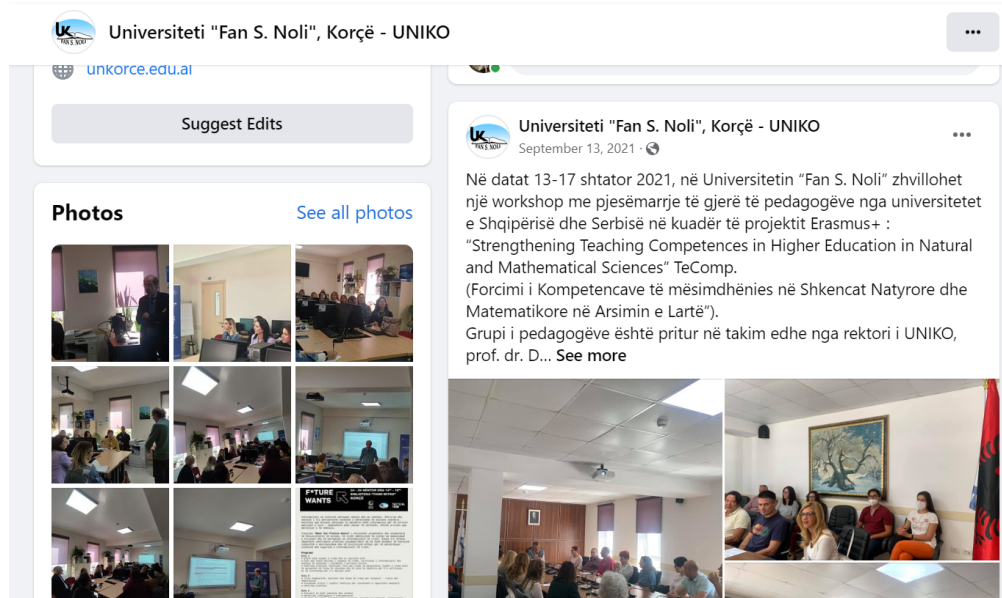 Universiteti "Fan S. Noli", Korçë - UNIKO
unkorce.edu.al
Suggest Edits
Photos
See all photos
F*TURE
WANTS
Universiteti "Fan S. Noli", Korçë - UNIKO
September 13, 2021 ·
Në datat 13-17 shtator 2021, në Universitetin “Fan S. Noli” zhvillohet
një workshop me pjesëmarrje të gjerë të pedagogëve nga universitetet
e Shqipërisë dhe Serbisë në kuadër të projektit Erasmus+ :
“Strengthening Teaching Competences in Higher Education in Natural
and Mathematical Sciences” TeComp.
(Forcimi i Kompetencave të mësimdhënies në Shkencat Natyrore dhe
Matematikore në Arsimin e Lartë”).
Grupi i pedagogëve është pritur në takim edhe nga rektori i UNIKO,
prof. dr. D... See more